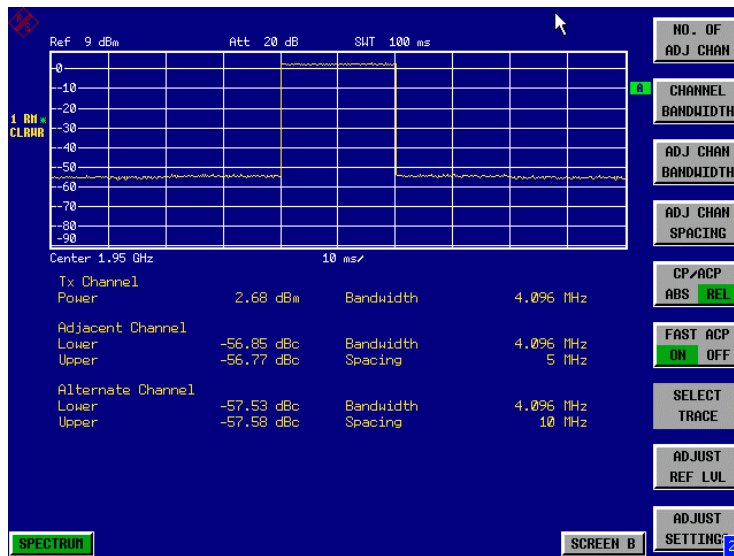 Ref 9 dBm Att 20 dB SWT 100 ms
NO. OF
ADJ CHAN
-0
--10
A
CHANNEL
BANDWIDTH
--20
1 RM *
CLRWR
--30
--40
ADJ CHAN
BANDWIDTH
--50
--60
--70
--80
-90
ADJ CHAN
SPACING
Center 1.95 GHz 10 ms/
Tx Channel
Power 2.68 dBm Bandwidth 4.096 MHz
CP/ACP
ABS REL
Adjacent Channel
Lower -56.85 dBc Bandwidth 4.096 MHz
Upper -56.77 dBc Spacing 5 MHz
FAST ACP
ON OFF
Alternate Channel
Lower -57.53 dBc Bandwidth 4.096 MHz
Upper -57.58 dBc Spacing 10 MHz
SELECT
TRACE
ADJUST
REF LVL
ADJUST
SETTING
2
SPECTRUM
SCREEN B